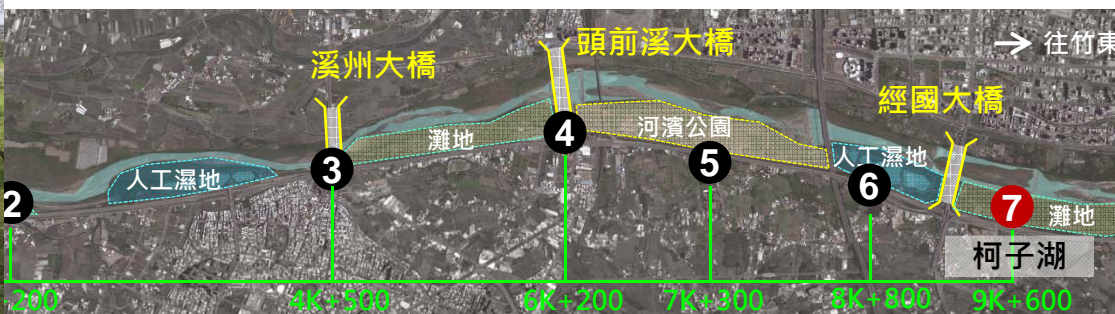 溪州大橋
頭前溪大橋
→ 往竹東
經國大橋
人工濕地
灘地
河濱公園
人工濕地
灘地
2
3
4
5
6
7
柯子湖
+200
4K+500
6K+200
7K+300
8K+800
9K+600